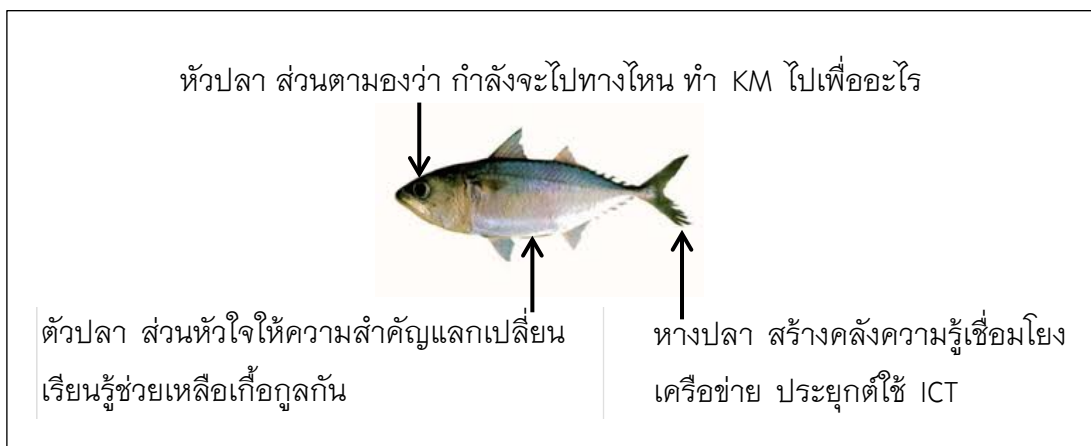 หัวปลา ส่วนตามองว่า กำลังจะไปทางไหน ทำ KM ไปเพื่ออะไร
ตัวปลา ส่วนหัวใจให้ความสำคัญแลกเปลี่ยน
เรียนรู้ช่วยเหลือเกื้อกูลกัน
หางปลา สร้างคลังความรู้เชื่อมโยง
เครือข่าย ประยุกต์ใช้ ICT